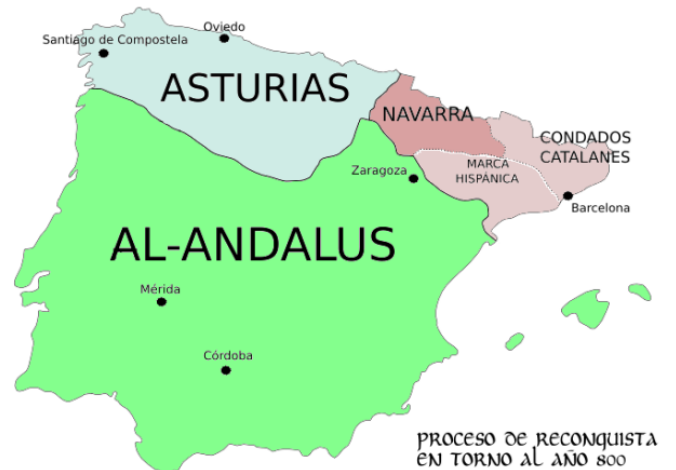 Oviedo
Santiago de Compostela
ASTURIAS
NAVARRA
CONDADOS
CATALANES
MARCA
HISPÁNICA
Zaragoza
Barcelona
AL-ANDALUS
Mérida
Córdoba
PROCESO DE RECONQUISTA
EN TORNO AL AÑO 800